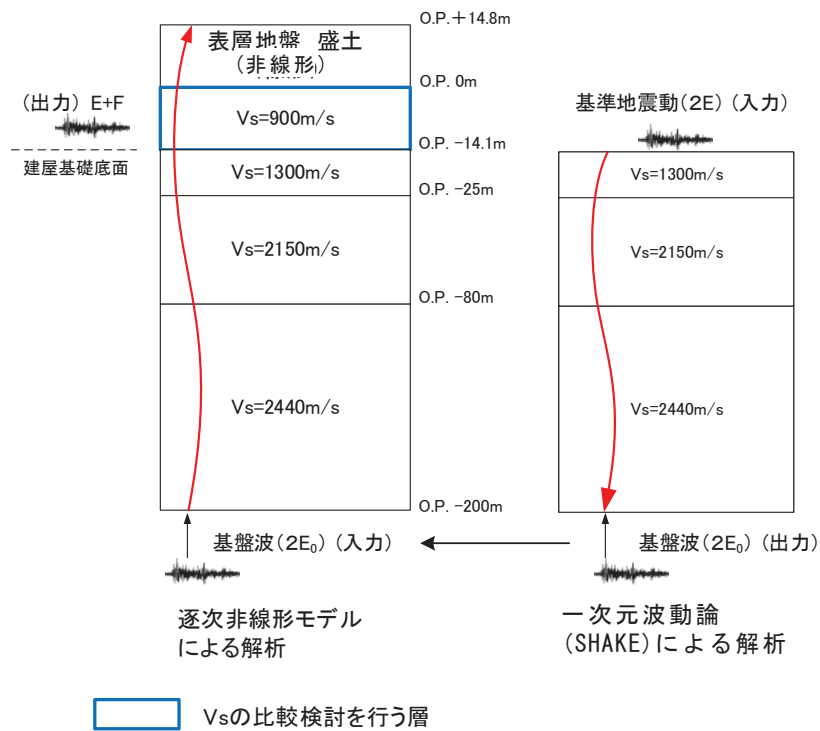 O.P.＋14.8m
表層地盤 盛土
(非線形)
O.P. 0m
(出力) E+F
Vs=900m/s
O.P. -14.1m
建屋基礎底面
Vs=1300m/s
O.P. -25m
Vs=2150m/s
O.P. -80m
Vs=2440m/s
O.P. -200m
基盤波(2E₀) (入力)
逐次非線形モデル
による解析
基準地震動(2E) (入力)
Vs=1300m/s
Vs=2150m/s
Vs=2440m/s
基盤波(2E₀) (出力)
一次元波動論
(SHAKE)による解析
Vsの比較検討を行う層